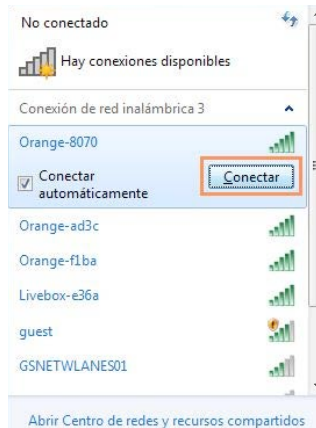 No conectado
Hay conexiones disponibles
Conexión de red inalámbrica 3
Orange-8070
Conectar
automáticamente
Conectar
Orange-ad3c
Orange-f1ba
Livebox-e36a
guest
GSNETWLANES01
Abrir Centro de redes y recursos compartidos